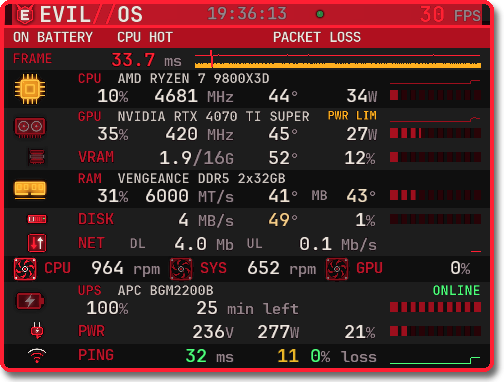 EVIL//OS 19:36:13 30 FPS
ON BATTERY CPU HOT PACKET LOSS
FRAME 33.7 ms
CPU AMD RYZEN 7 9800X3D
10% 4681 MHz 44° 34W
GPU NVIDIA RTX 4070 TI SUPER PWR LIM
35% 420 MHz 45° 27W
VRAM 1.9/16G 52° 12%
RAM VENGEANCE DDR5 2x32GB
31% 6000 MT/s 41° MB 43°
DISK 4 MB/s 49° 1%
NET DL 4.0 Mb UL 0.1 Mb/s
CPU 964 rpm SYS 652 rpm GPU 0%
UPS APC BGM2200B ONLINE
100% 25 min left
PWR 236V 277W 21%
PING 32 ms 11 0% loss